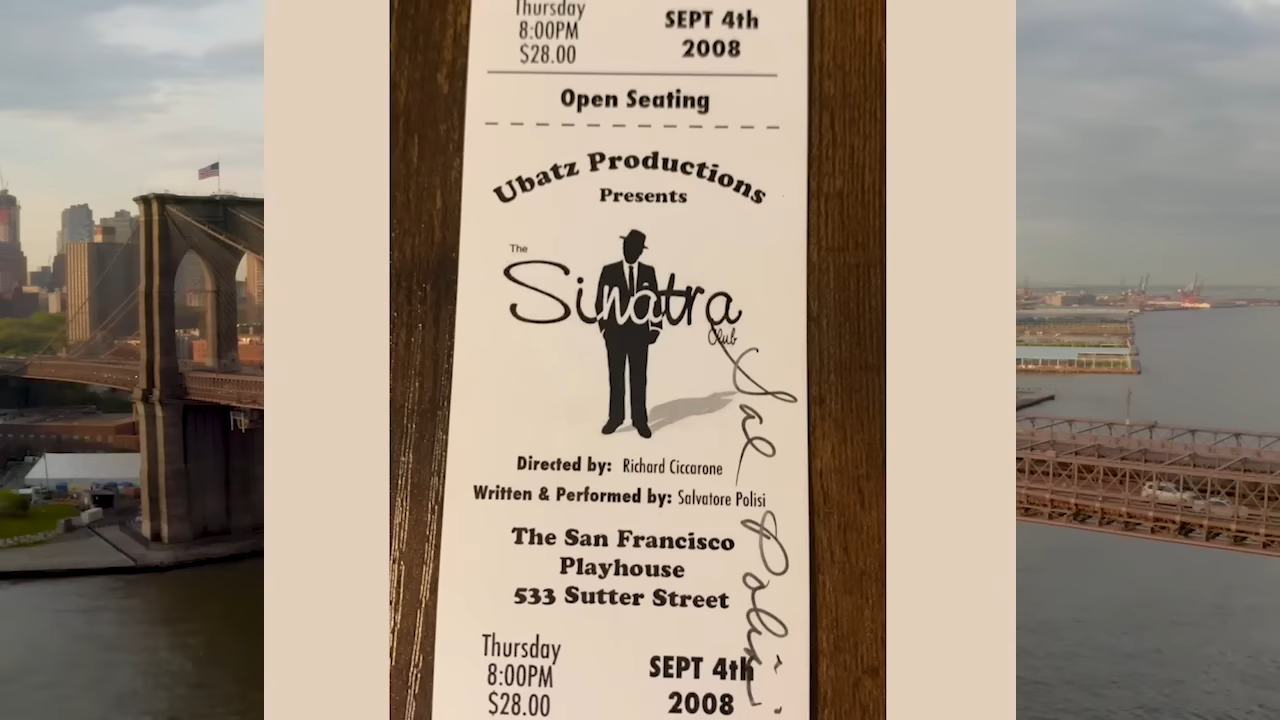 Thursday
8:00PM
$28.00
SEPT 4th
2008
Open Seating
Ubatz Productions
Presents
The
Sinatra
Club
Sal Polisi
Directed by: Richard Ciccarone
Written & Performed by: Salvatore Polisi
The San Francisco
Playhouse
533 Sutter Street
Thursday
8:00PM
$28.00
SEPT 4th
2008